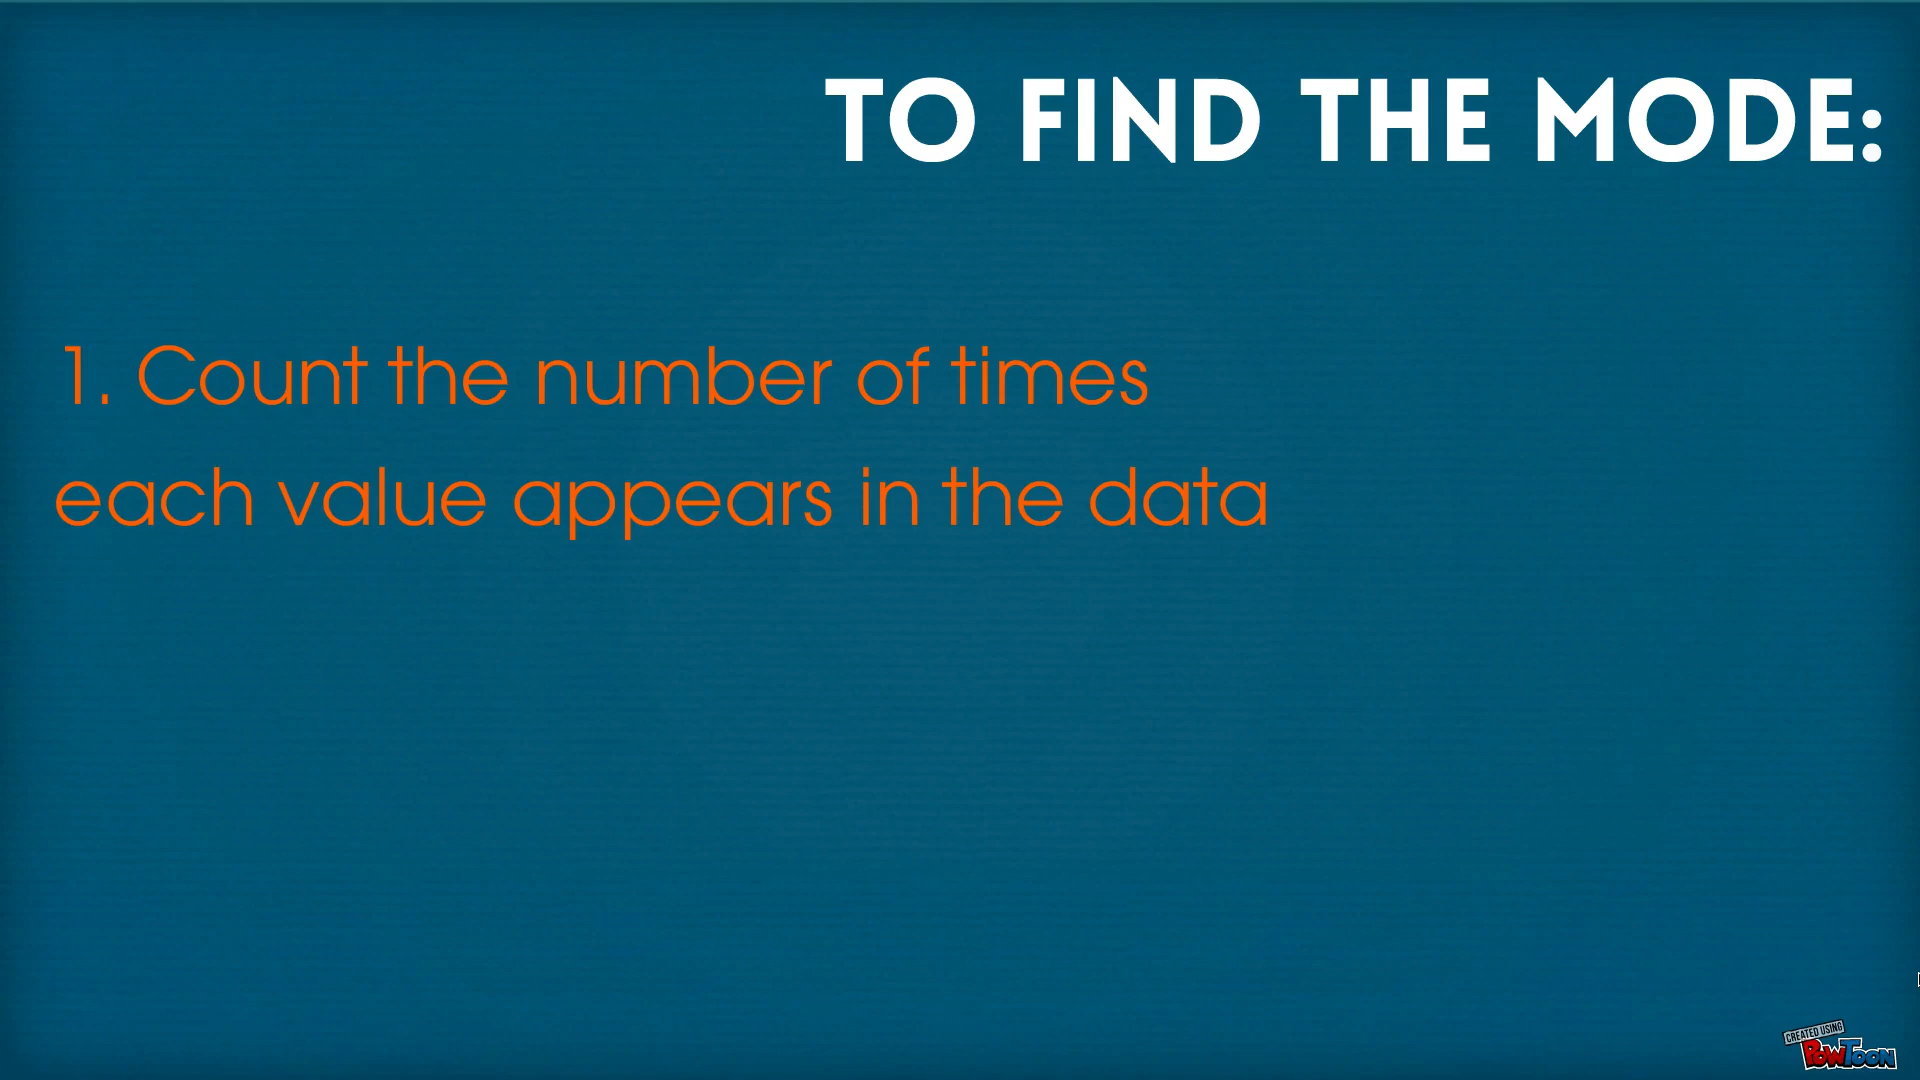 TO FIND THE MODE:
1. Count the number of times
each value appears in the data
CREATED USING
POWTOON